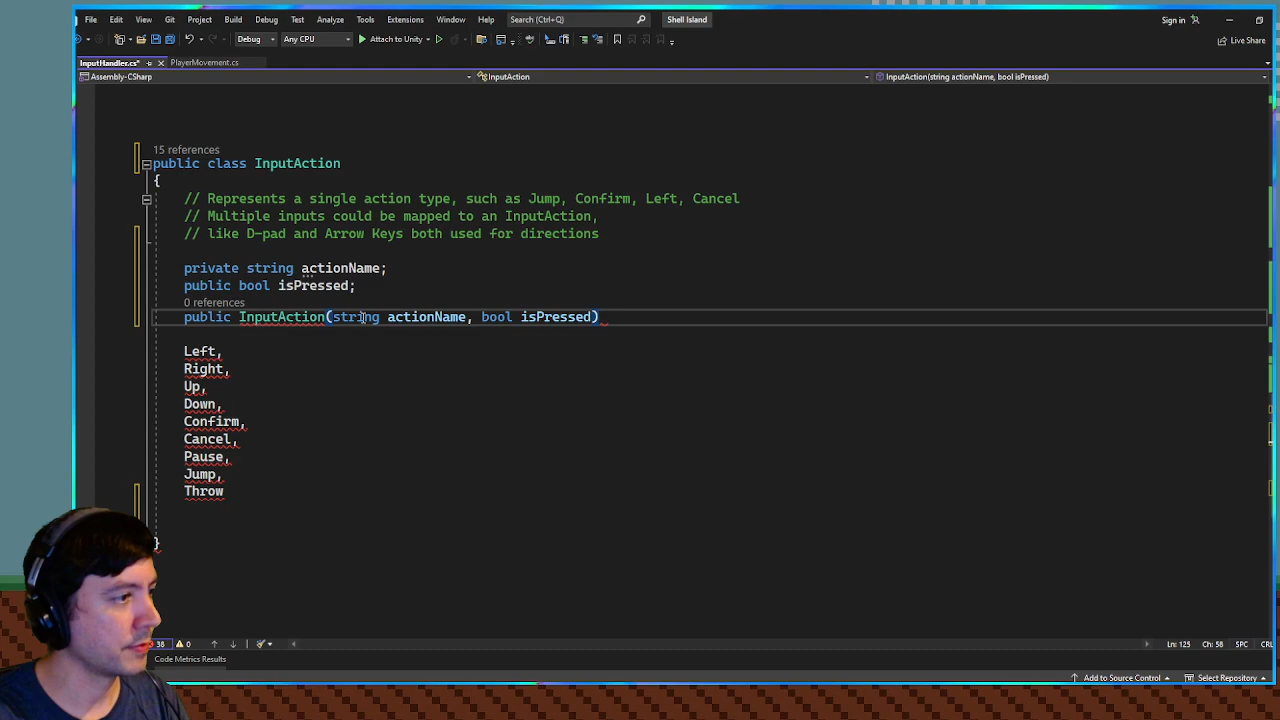 File Edit View Git Project Build Debug Test Analyze Tools Extensions Window Help Search (Ctrl+Q) Shell Island Sign in
Debug Any CPU Attach to Unity Live Share
InputHandler.cs* PlayerMovement.cs
Assembly-CSharp InputAction InputAction(string actionName, bool isPressed)
15 references
public class InputAction
{
// Represents a single action type, such as Jump, Confirm, Left, Cancel
// Multiple inputs could be mapped to an InputAction,
// like D-pad and Arrow Keys both used for directions
private string actionName;
public bool isPressed;
0 references
public InputAction(string actionName, bool isPressed)
Left,
Right,
Up,
Down,
Confirm,
Cancel,
Pause,
Jump,
Throw
}
38 0 Ln: 125 Ch: 58 SPC CRL
Code Metrics Results
Add to Source Control Select Repository